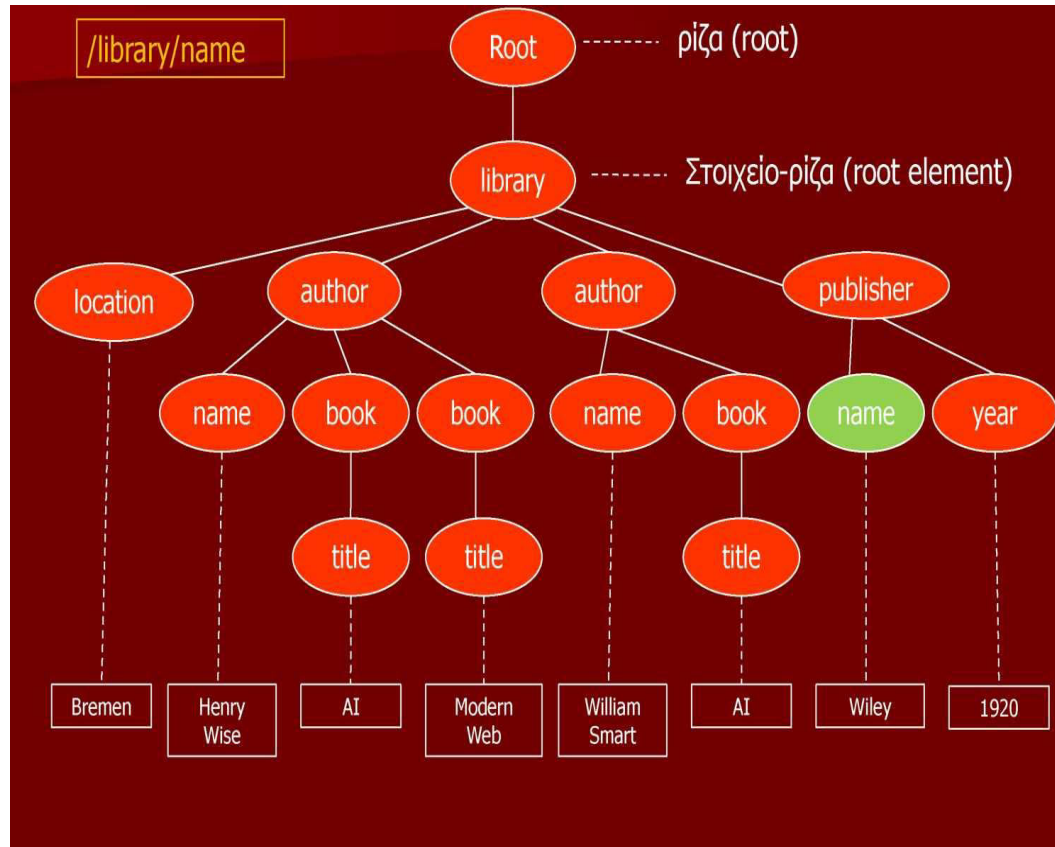 /library/name
Root
ρίζα (root)
library
Στοιχείο-ρίζα (root element)
location
author
author
publisher
name
book
book
name
book
name
year
title
title
title
Bremen
Henry
Wise
AI
Modern
Web
William
Smart
AI
Wiley
1920